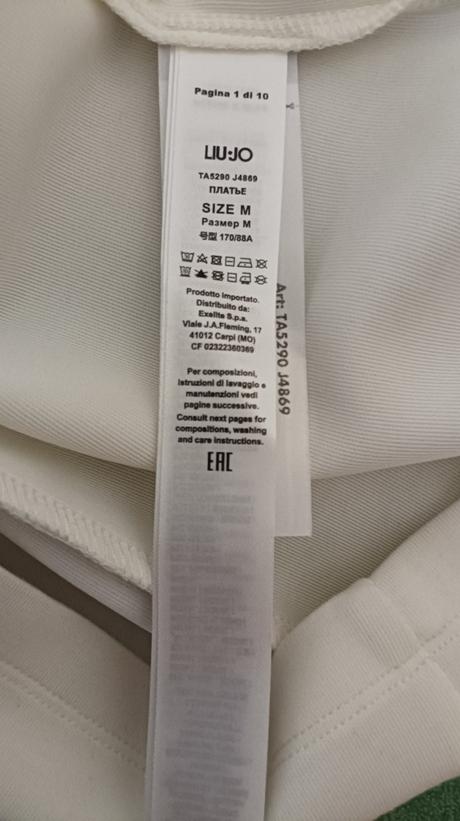 Pagina 1 di 10
LIU·JO
TA5290 J4869
ПЛАТЬЕ
SIZE M
Размер M
号型 170/88A
Prodotto Importato.
Distribuito da:
Exelite S.p.a.
Viale J.A.Fleming, 17
41012 Carpi (MO)
CF 02322360369
Per composizioni,
istruzioni di lavaggio e
manutenzioni vedi
pagine successive.
Consult next pages for
compositions, washing
and care instructions.
EAC
Art: TA5290 J4869